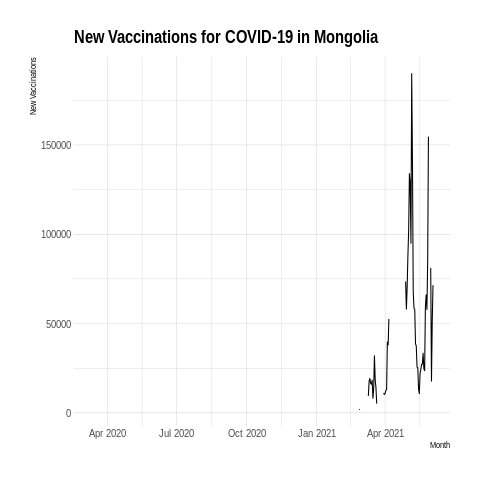 New Vaccinations for COVID-19 in Mongolia
New Vaccinations
150000
100000
50000
0
Apr 2020 Jul 2020 Oct 2020 Jan 2021 Apr 2021
Month